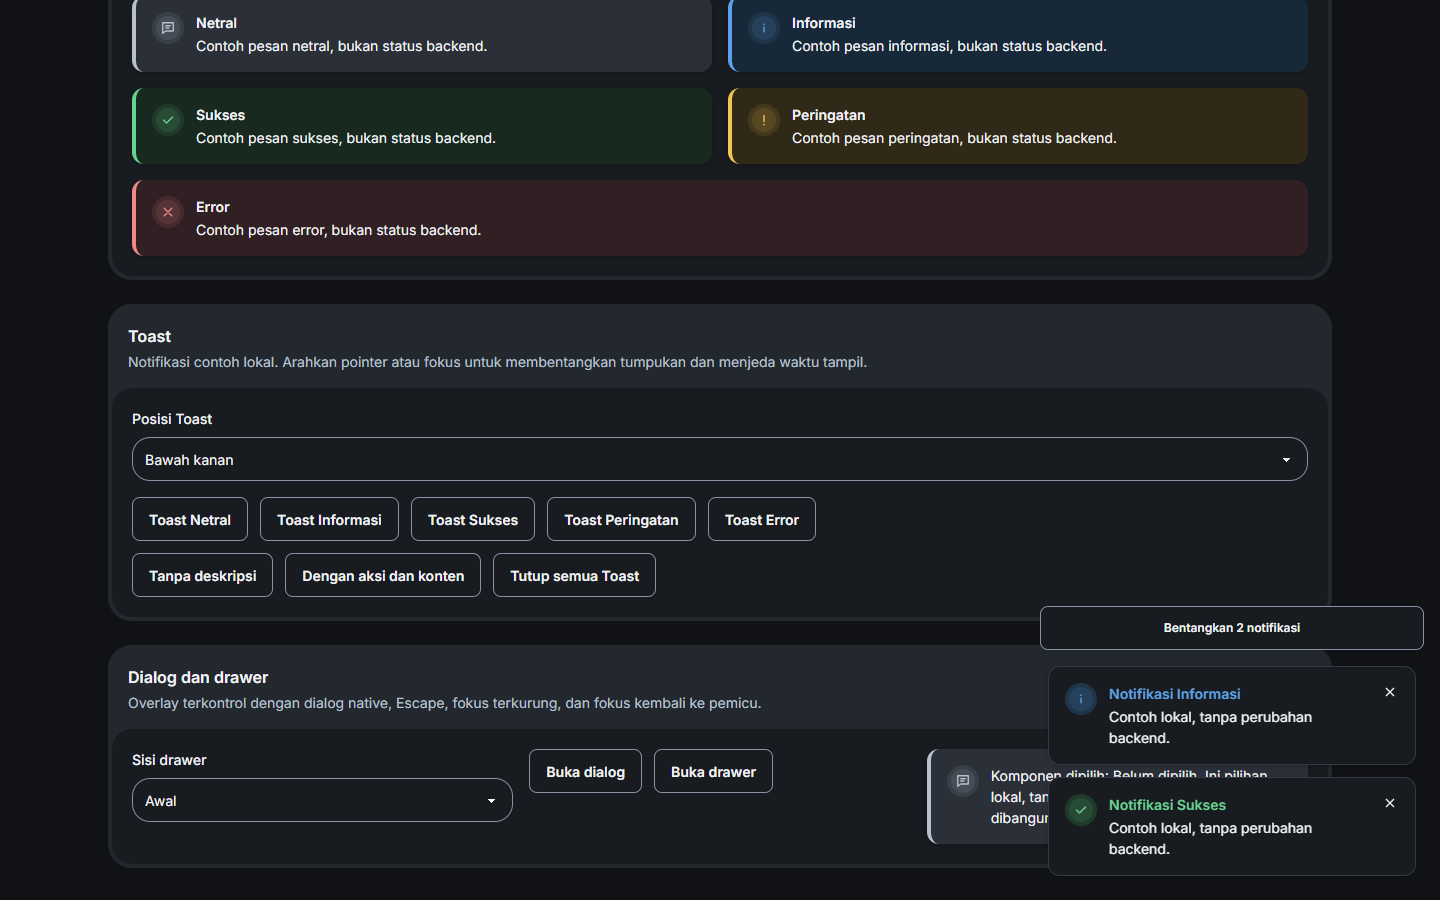 Netral
Contoh pesan netral, bukan status backend.
Informasi
Contoh pesan informasi, bukan status backend.
Sukses
Contoh pesan sukses, bukan status backend.
Peringatan
Contoh pesan peringatan, bukan status backend.
Error
Contoh pesan error, bukan status backend.
Toast
Notifikasi contoh lokal. Arahkan pointer atau fokus untuk membentangkan tumpukan dan menjeda waktu tampil.
Posisi Toast
Bawah kanan
Toast Netral
Toast Informasi
Toast Sukses
Toast Peringatan
Toast Error
Tanpa deskripsi
Dengan aksi dan konten
Tutup semua Toast
Bentangkan 2 notifikasi
Dialog dan drawer
Overlay terkontrol dengan dialog native, Escape, fokus terkurung, dan fokus kembali ke pemicu.
Sisi drawer
Awal
Buka dialog
Buka drawer
Komponen dipilih: Belum dipilih. Ini pilihan
lokal,
Notifikasi Informasi
Contoh lokal, tanpa perubahan
backend.
Notifikasi Sukses
Contoh lokal, tanpa perubahan
backend.